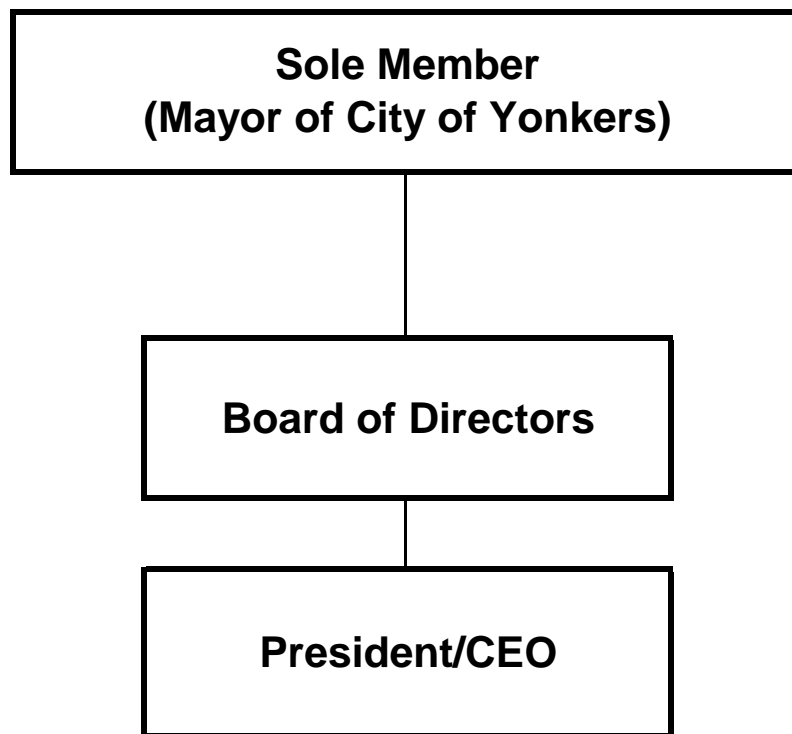 Sole Member
(Mayor of City of Yonkers)
Board of Directors
President/CEO